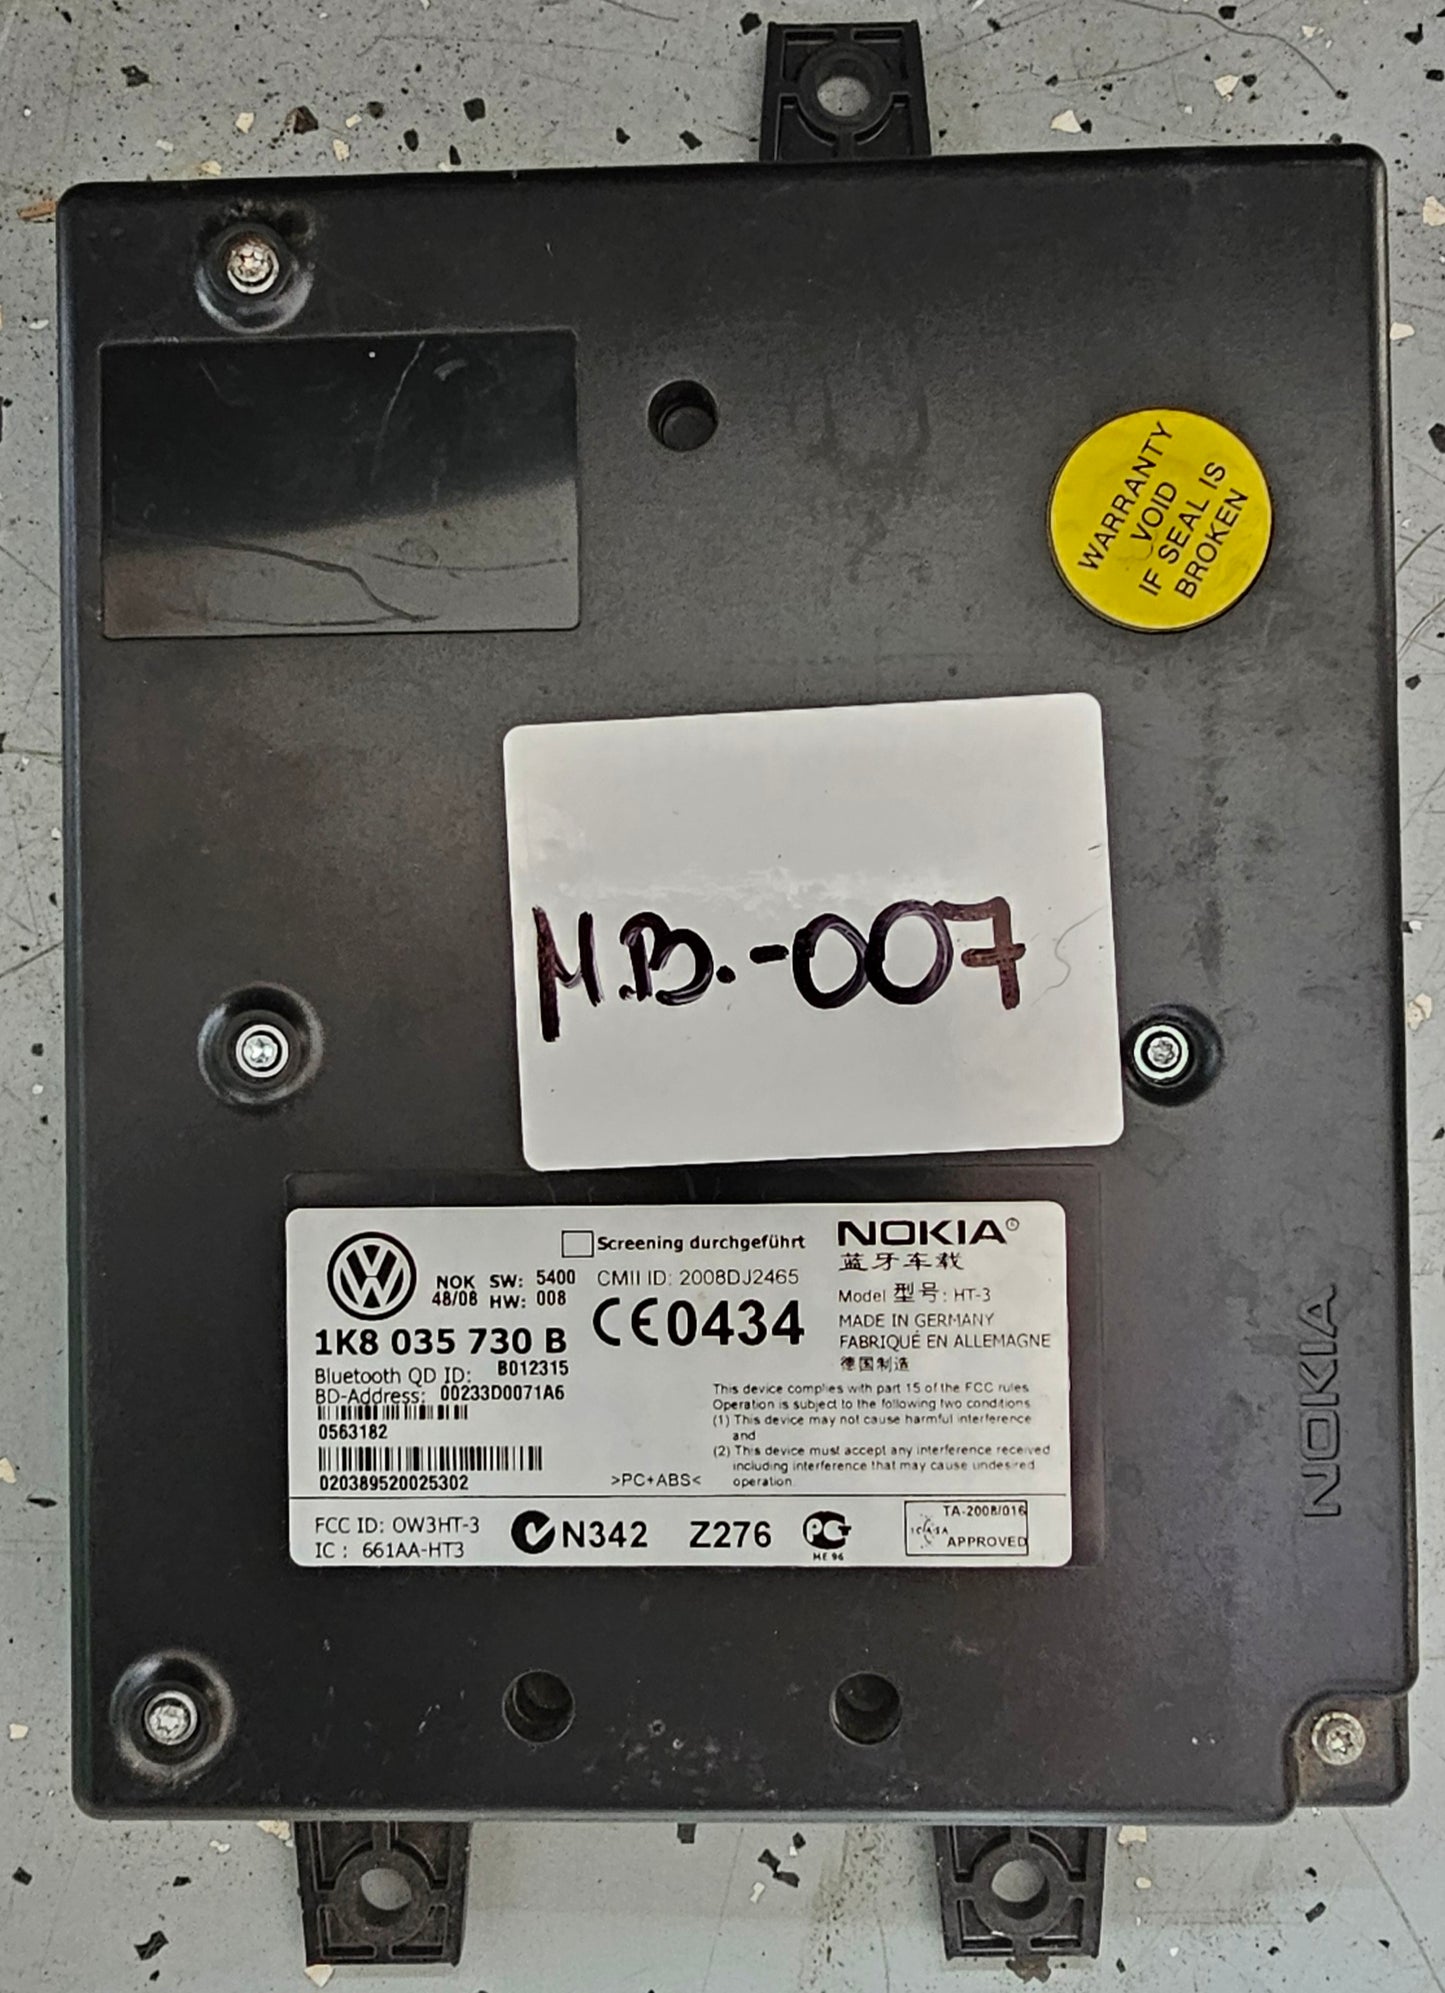 WARRANTY
VOID
IF SEAL IS
BROKEN
M.B.-007
NOK SW: 5400
48/08 HW: 008
1K8 035 730 B
Bluetooth QD ID: B012315
BD-Address: 00233D0071A6
0563182
020389520025302
Screening durchgeführt
CMII ID: 2008DJ2465
CE0434
NOKIA®
蓝牙车载
Model 型号: HT-3
MADE IN GERMANY
FABRIQUÉ EN ALLEMAGNE
德国制造
This device complies with part 15 of the FCC rules
Operation is subject to the following two conditions
(1) This device may not cause harmful interference
and
(2) This device must accept any interference received
including interference that may cause undesired
operation
>PC+ABS<
FCC ID: OW3HT-3
IC: 661AA-HT3
N342
Z276
ME 96
TA-2008/016
ICASA
APPROVED
NOKIA